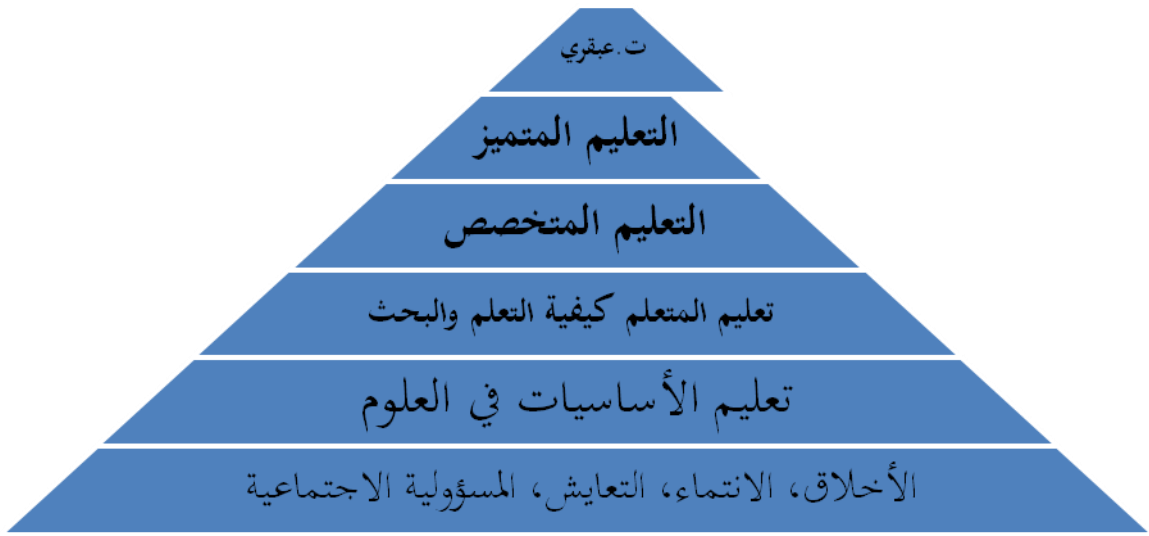 ت.عبقري
التعليم المتميز
التعليم المتخصص
تعليم المتعلم كيفية التعلم والبحث
تعليم الأساسيات في العلوم
الأخلاق، الانتماء، التعايش، المسؤولية الاجتماعية